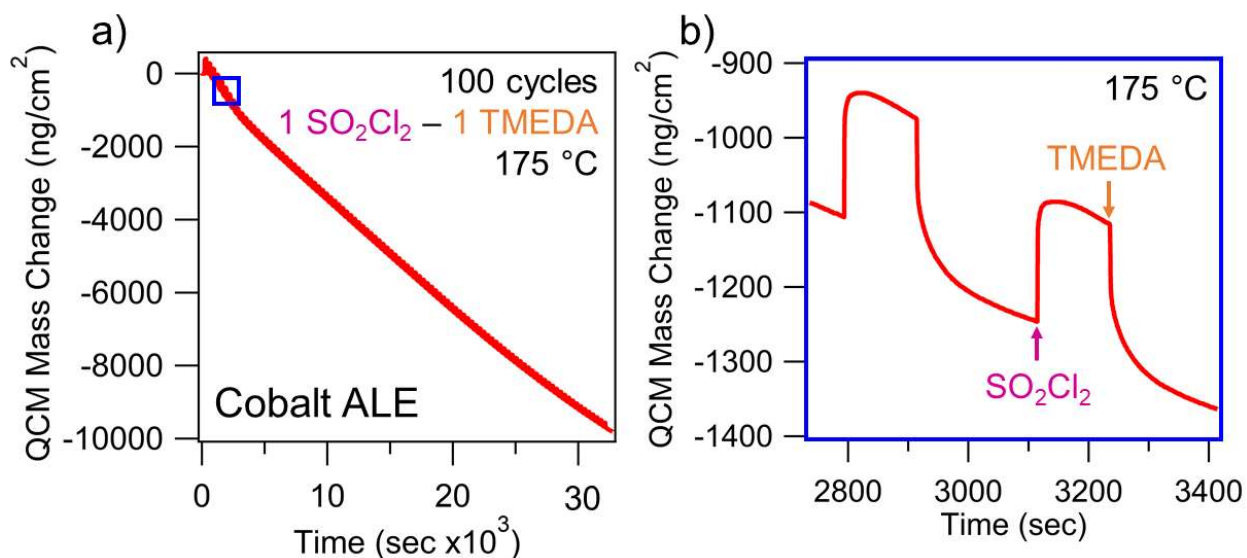 a)
QCM Mass Change (ng/cm²)
0
-2000
-4000
-6000
-8000
-10000
100 cycles
1 SO₂Cl₂ – 1 TMEDA
175 °C
Cobalt ALE
0
10
20
30
Time (sec x10³)
b)
QCM Mass Change (ng/cm²)
-900
-1000
-1100
-1200
-1300
-1400
175 °C
TMEDA
SO₂Cl₂
2800
3000
3200
3400
Time (sec)